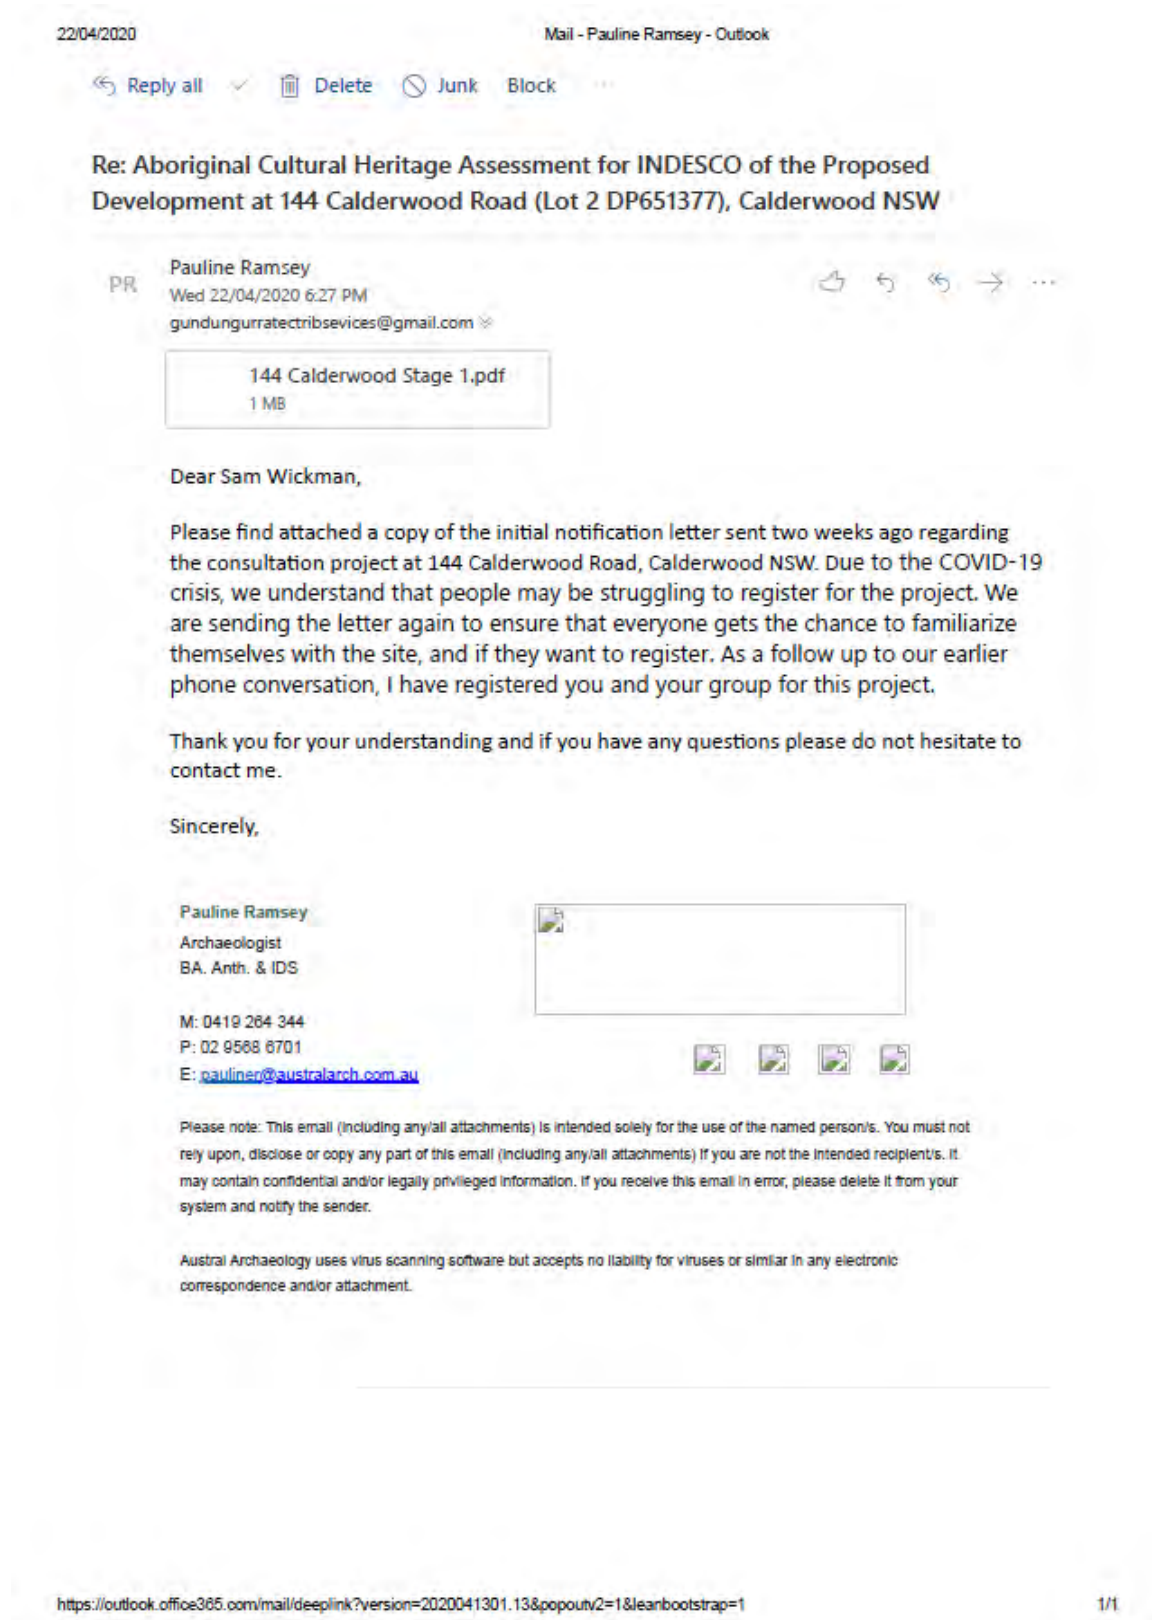 22/04/2020 Mail - Pauline Ramsey - Outlook
Reply all Delete Junk Block ...
Re: Aboriginal Cultural Heritage Assessment for INDESCO of the Proposed
Development at 144 Calderwood Road (Lot 2 DP651377), Calderwood NSW
PR
Pauline Ramsey
Wed 22/04/2020 6:27 PM
gundungurratectribsevices@gmail.com
144 Calderwood Stage 1.pdf
1 MB
Dear Sam Wickman,
Please find attached a copy of the initial notification letter sent two weeks ago regarding
the consultation project at 144 Calderwood Road, Calderwood NSW. Due to the COVID-19
crisis, we understand that people may be struggling to register for the project. We
are sending the letter again to ensure that everyone gets the chance to familiarize
themselves with the site, and if they want to register. As a follow up to our earlier
phone conversation, I have registered you and your group for this project.
Thank you for your understanding and if you have any questions please do not hesitate to
contact me.
Sincerely,
Pauline Ramsey
Archaeologist
BA. Anth. & IDS
M: 0419 264 344
P: 02 9568 6701
E: pauliner@australarch.com.au
Please note: This email (including any/all attachments) is intended solely for the use of the named person/s. You must not
rely upon, disclose or copy any part of this email (including any/all attachments) if you are not the intended recipient/s. It
may contain confidential and/or legally privileged information. If you receive this email in error, please delete it from your
system and notify the sender.
Austral Archaeology uses virus scanning software but accepts no liability for viruses or similar in any electronic
correspondence and/or attachment.
https://outlook.office365.com/mail/deeplink?version=2020041301.13&popoutv2=1&leanbootstrap=1 1/1